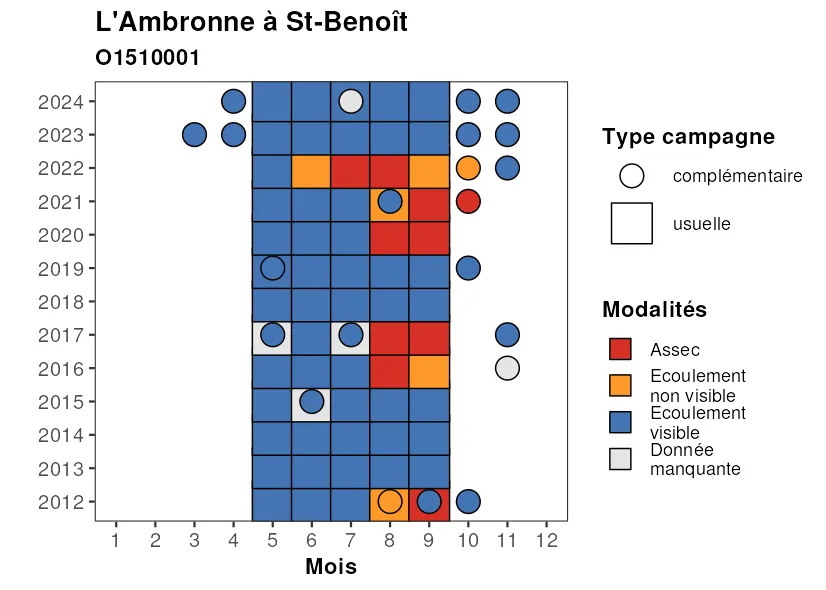 L'Ambronne à St-Benoît
O1510001
2024
2023
2022
2021
2020
2019
2018
2017
2016
2015
2014
2013
2012
1 2 3 4 5 6 7 8 9 10 11 12
Mois
Type campagne
complémentaire
usuelle
Modalités
Assec
Ecoulement
non visible
Ecoulement
visible
Donnée
manquante